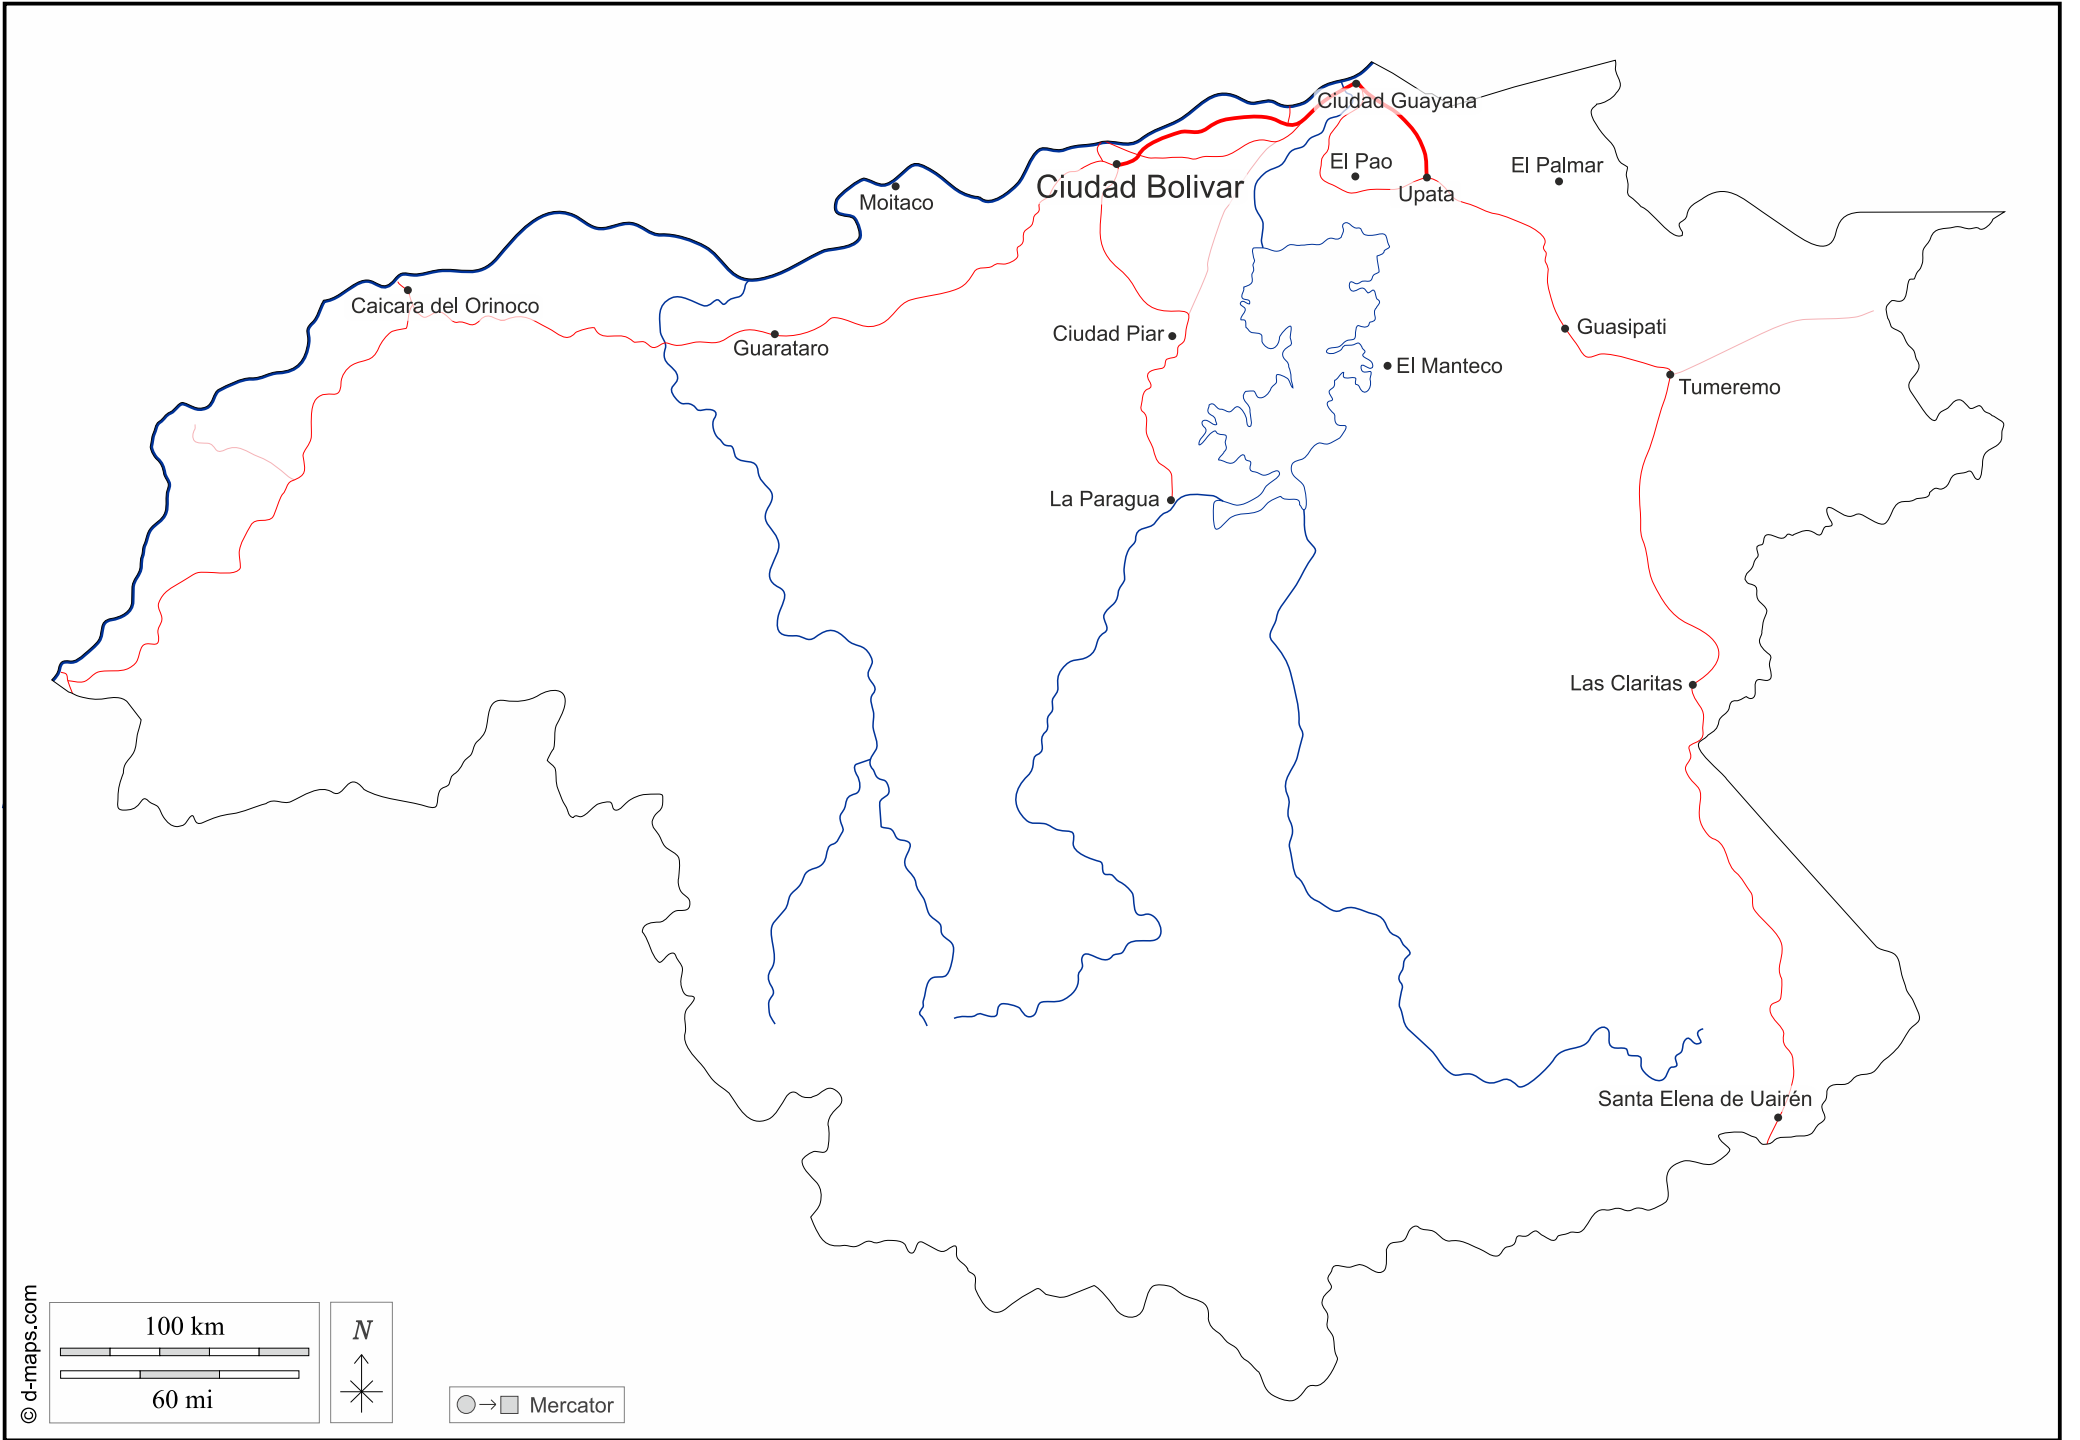 Ciudad Guayana
El Pao
El Palmar
Ciudad Bolivar
Upata
Moitaco
Caicara del Orinoco
Guasipati
Ciudad Piar
Guarataro
El Manteco
Tumeremo
La Paragua
Las Claritas
Santa Elena de Uairén
© d-maps.com
100 km
60 mi
N
Mercator